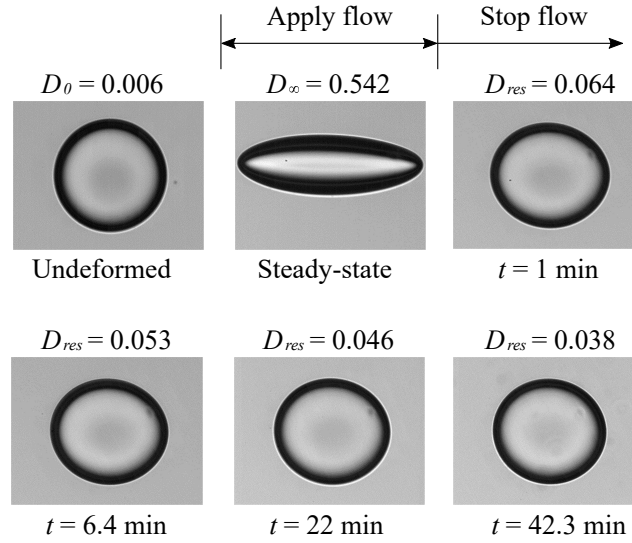 Apply flow
Stop flow
D₀ = 0.006
D∞ = 0.542
Dres = 0.064
Undeformed
Steady-state
t = 1 min
Dres = 0.053
Dres = 0.046
Dres = 0.038
t = 6.4 min
t = 22 min
t = 42.3 min